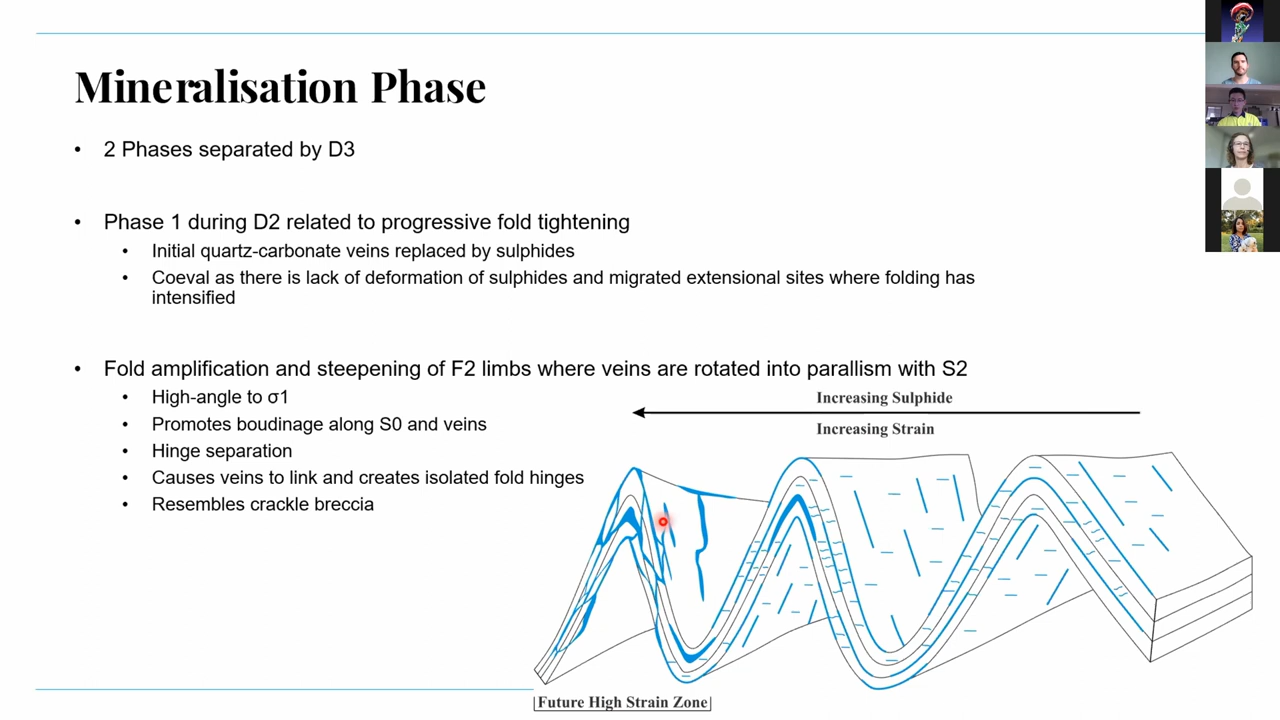 Mineralisation Phase
• 2 Phases separated by D3
• Phase 1 during D2 related to progressive fold tightening
• Initial quartz-carbonate veins replaced by sulphides
• Coeval as there is lack of deformation of sulphides and migrated extensional sites where folding has
intensified
• Fold amplification and steepening of F2 limbs where veins are rotated into parallism with S2
• High-angle to σ1
• Promotes boudinage along S0 and veins
• Hinge separation
• Causes veins to link and creates isolated fold hinges
• Resembles crackle breccia
Increasing Sulphide
Increasing Strain
Future High Strain Zone